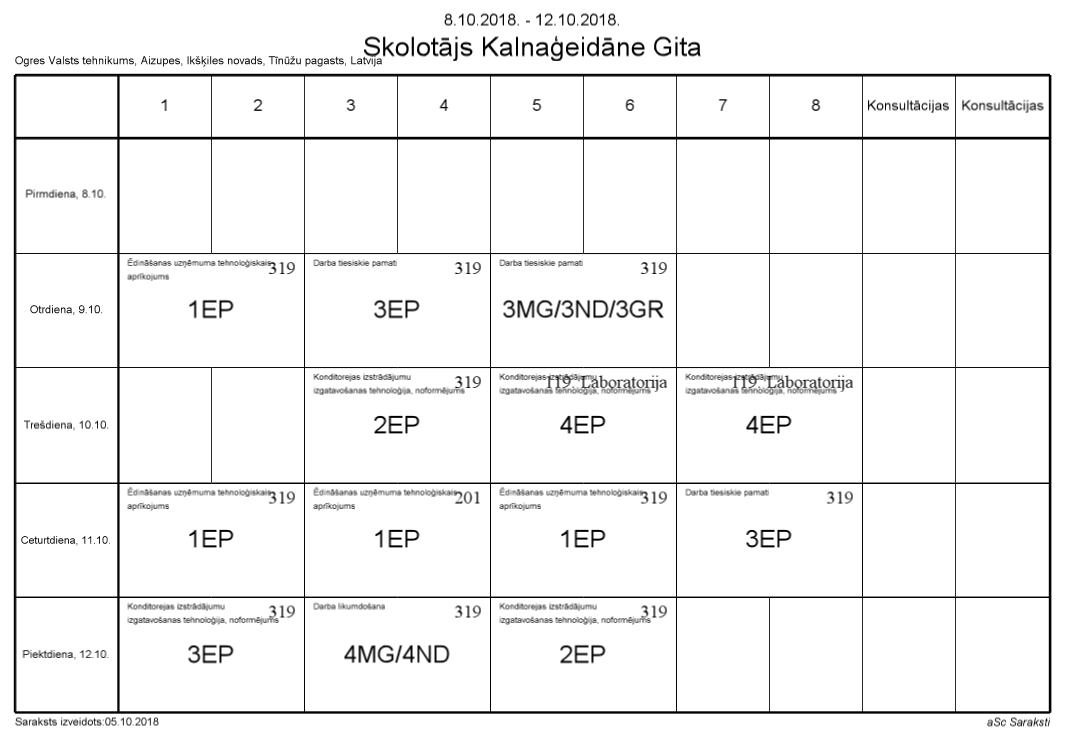 8.10.2018. - 12.10.2018.
Skolotājs Kalnaģeidāne Gita
Ogres Valsts tehnikums, Aizupes, Ikšķiles novads, Tīnūžu pagasts, Latvija
1 2 3 4 5 6 7 8 Konsultācijas Konsultācijas
Pirmdiena, 8.10.
Otrdiena, 9.10.
Ēdināšanas uzņēmuma tehnoloģiskais 319
aprīkojums
1EP
Darba tiesiskie pamati 319
3EP
Darba tiesiskie pamati 319
3MG/3ND/3GR
Trešdiena, 10.10.
Konditorejas izstrādājumu 319
izgatavošanas tehnoloģija, noformējums
2EP
Konditorejas izstrādājumu 119. Laboratorija
izgatavošanas tehnoloģija, noformējums
4EP
Konditorejas izstrādājumu 119. Laboratorija
izgatavošanas tehnoloģija, noformējums
4EP
Ceturtdiena, 11.10.
Ēdināšanas uzņēmuma tehnoloģiskais 319
aprīkojums
1EP
Ēdināšanas uzņēmuma tehnoloģiskais 201
aprīkojums
1EP
Ēdināšanas uzņēmuma tehnoloģiskais 319
aprīkojums
1EP
Darba tiesiskie pamati 319
3EP
Piektdiena, 12.10.
Konditorejas izstrādājumu 319
izgatavošanas tehnoloģija, noformējums
3EP
Darba likumdošana 319
4MG/4ND
Konditorejas izstrādājumu 319
izgatavošanas tehnoloģija, noformējums
2EP
Saraksts izveidots:05.10.2018
aSc Saraksti